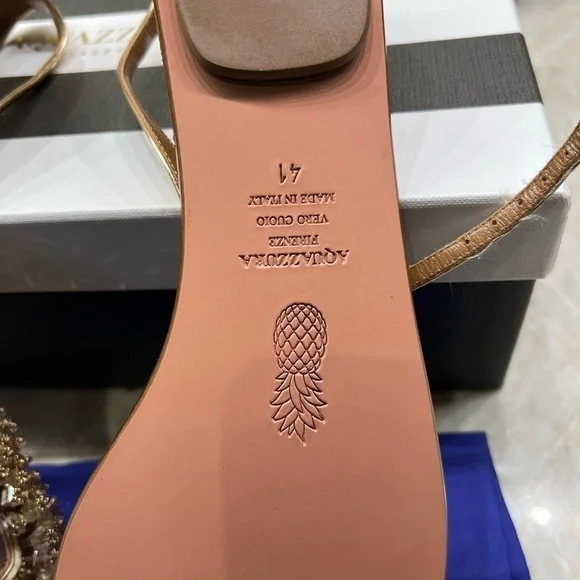 AQUAZZURA
FIRENZE
VERO CUOIO
MADE IN ITALY
41